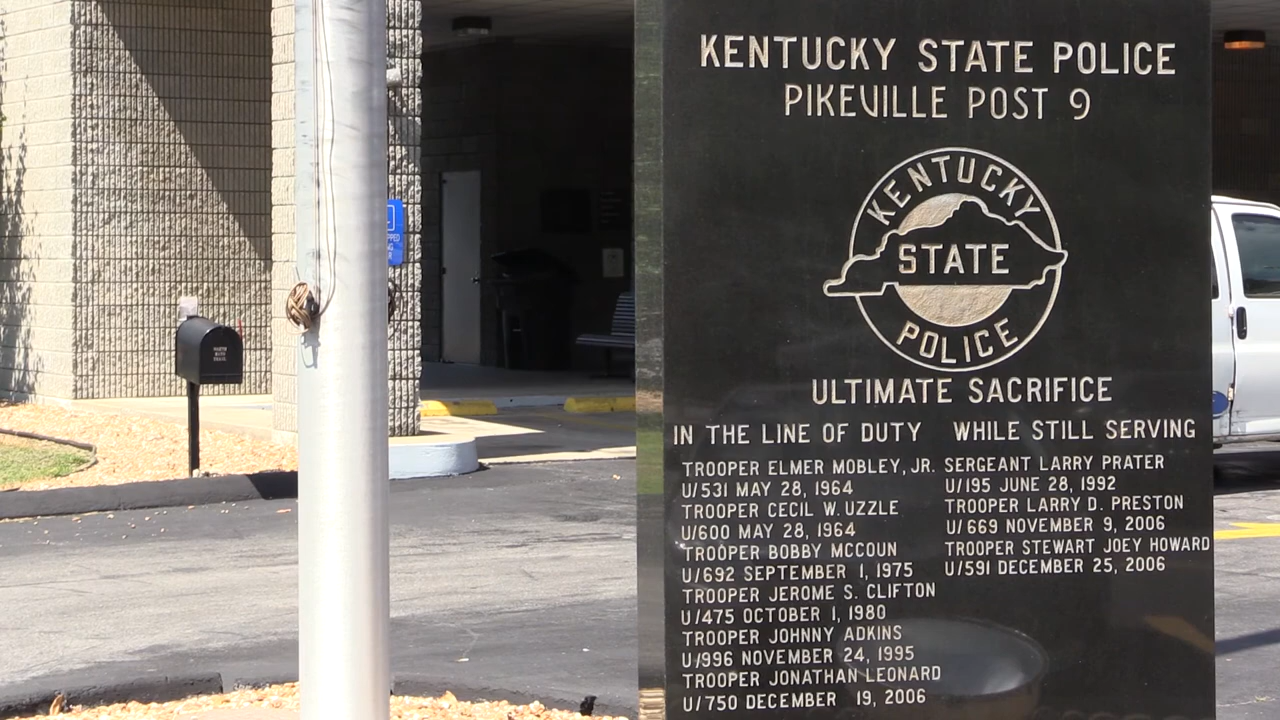 KENTUCKY STATE POLICE
PIKEVILLE POST 9
KENTUCKY
STATE
POLICE
ULTIMATE SACRIFICE
IN THE LINE OF DUTY
TROOPER ELMER MOBLEY, JR.
U/531 MAY 28, 1964
TROOPER CECIL W. UZZLE
U/600 MAY 28, 1964
TROOPER BOBBY MCCOUN
U/692 SEPTEMBER 1, 1975
TROOPER JEROME S. CLIFTON
U/475 OCTOBER 1, 1980
TROOPER JOHNNY ADKINS
U/996 NOVEMBER 24, 1995
TROOPER JONATHAN LEONARD
U/750 DECEMBER 19, 2006
WHILE STILL SERVING
SERGEANT LARRY PRATER
U/195 JUNE 28, 1992
TROOPER LARRY D. PRESTON
U/669 NOVEMBER 9, 2006
TROOPER STEWART JOEY HOWARD
U/591 DECEMBER 25, 2006